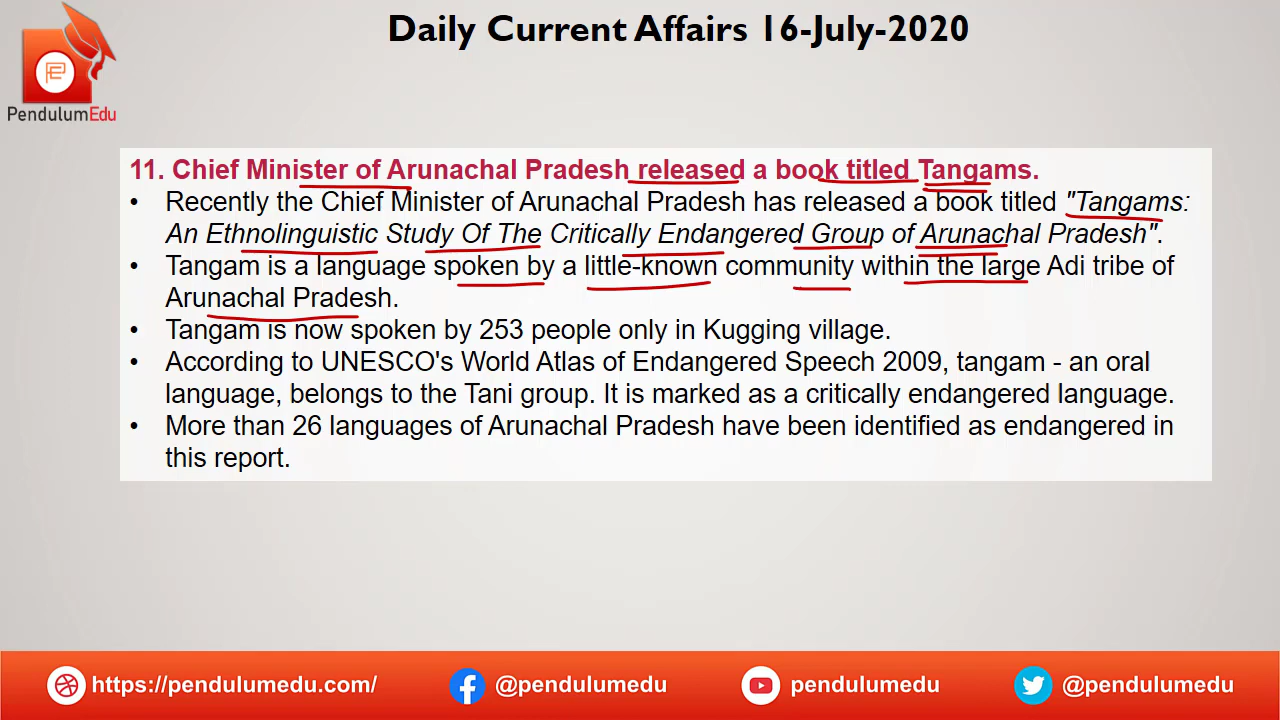 Daily Current Affairs 16-July-2020
PendulumEdu
11. Chief Minister of Arunachal Pradesh released a book titled Tangams.
• Recently the Chief Minister of Arunachal Pradesh has released a book titled "Tangams:
An Ethnolinguistic Study Of The Critically Endangered Group of Arunachal Pradesh".
• Tangam is a language spoken by a little-known community within the large Adi tribe of
Arunachal Pradesh.
• Tangam is now spoken by 253 people only in Kugging village.
• According to UNESCO's World Atlas of Endangered Speech 2009, tangam - an oral
language, belongs to the Tani group. It is marked as a critically endangered language.
• More than 26 languages of Arunachal Pradesh have been identified as endangered in
this report.
https://pendulumedu.com/ @pendulumedu pendulumedu @pendulumedu